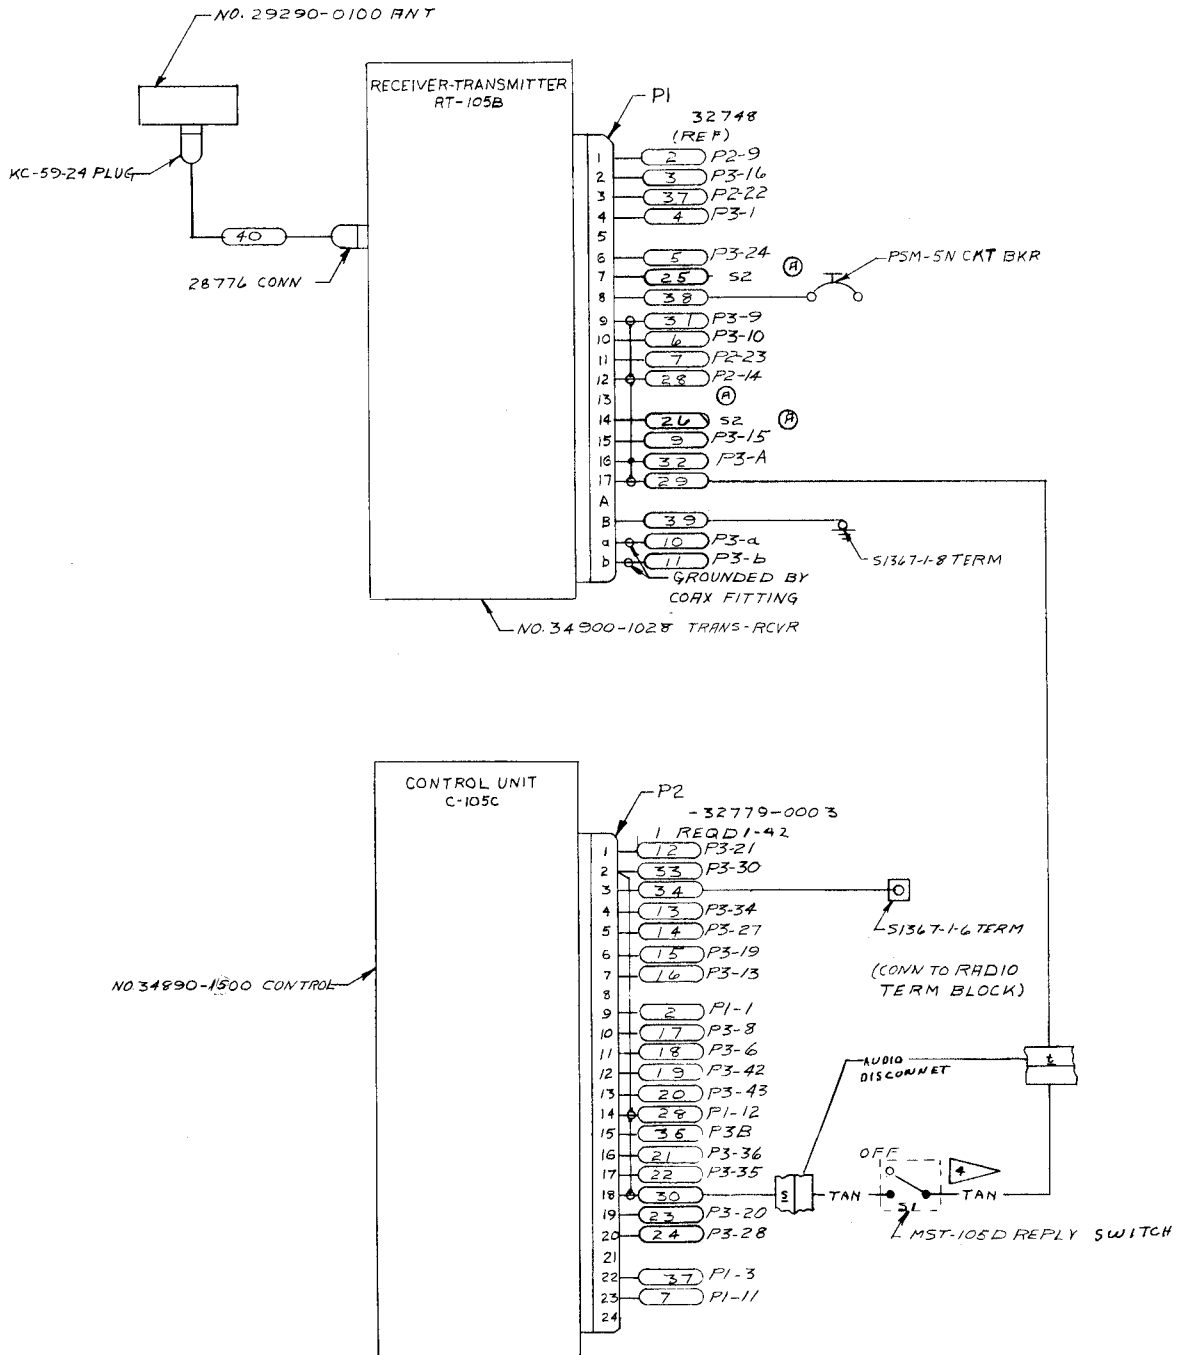 NO. 29290-0100 ANT
KC-59-24 PLUG
40
28776 CONN
RECEIVER-TRANSMITTER
RT-105B
P1
32748
(REF)
1 2 P2-9
2 3 P3-16
3 37 P2-22
4 4 P3-1
5
6 5 P3-24
7 25 S2 A
8 38 PSM-5N CKT BKR
9 31 P3-9
10 6 P3-10
11 7 P2-23
12 28 P2-14
13 A
14 26 S2 A
15 9 P3-15
16 32 P3-A
17 29
A
B 39
S1367-1-8 TERM
a 10 P3-a
b 11 P3-b
GROUNDED BY
COAX FITTING
NO. 34900-1028 TRANS-RCVR
CONTROL UNIT
C-105C
NO. 34890-1500 CONTROL
P2
-32779-0003
1 REQD 1-42
1 12 P3-21
2 33 P3-30
3 34
S1367-1-6 TERM
(CONN TO RADIO
TERM BLOCK)
4 13 P3-34
5 14 P3-27
6 15 P3-19
7 16 P3-13
8
9 2 P1-1
10 17 P3-8
11 18 P3-6
12 19 P3-42
13 20 P3-43
14 28 P1-12
15 36 P3B
16 21 P3-36
17 22 P3-35
18 30
19 23 P3-20
20 24 P3-28
21
22 37 P1-3
23 7 P1-11
24
AUDIO
DISCONNET
t
s
TAN
OFF
4
TAN
S1
MST-105D REPLY SWITCH